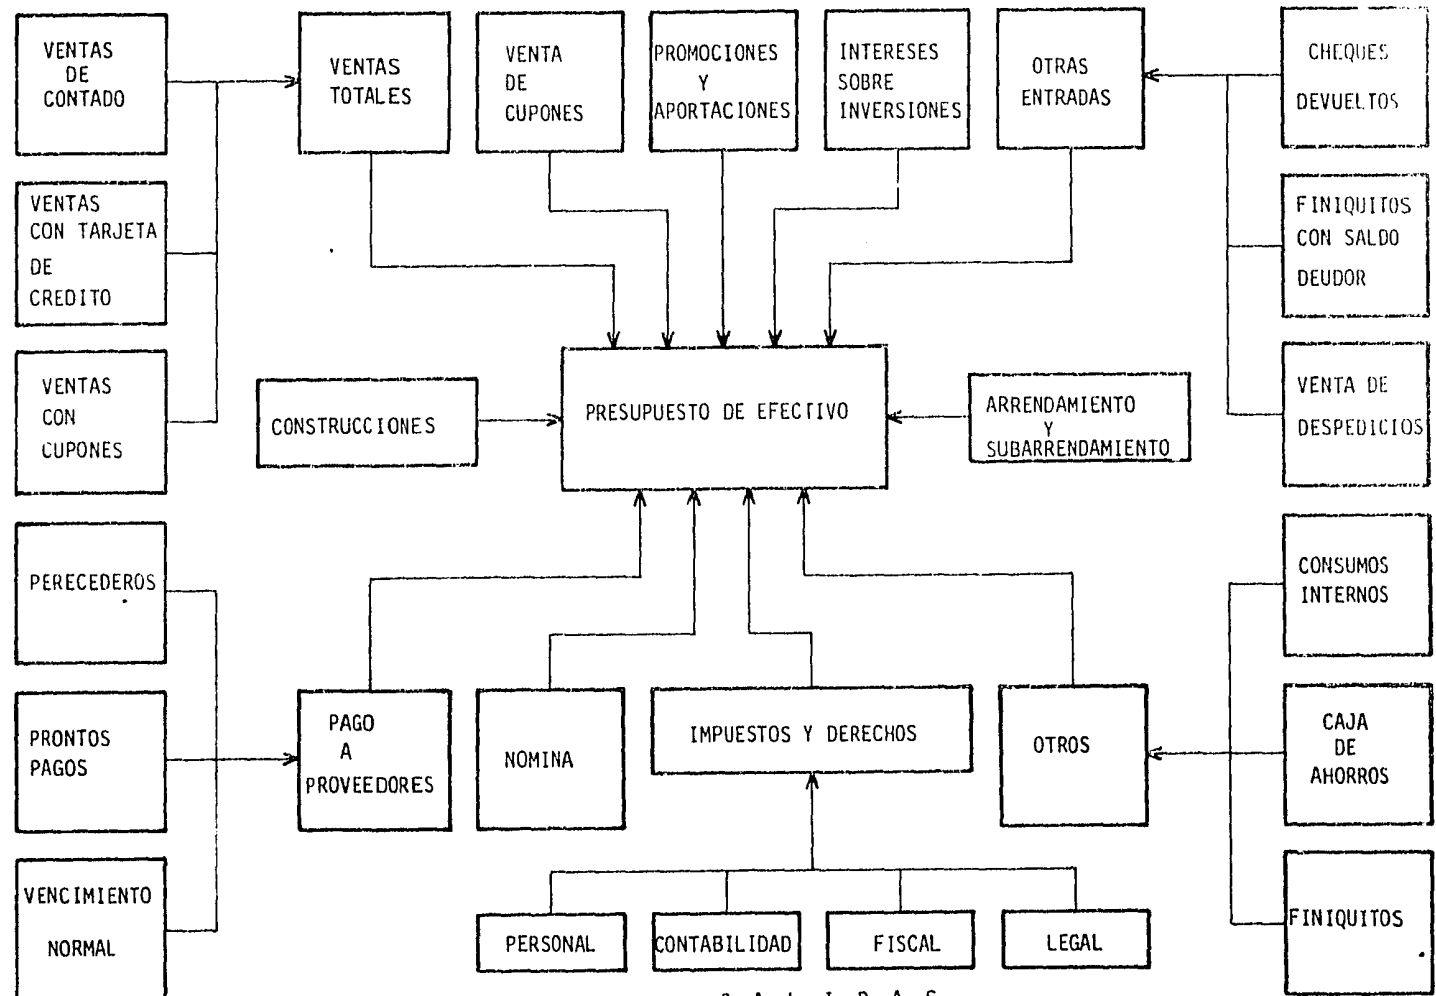 VENTAS
DE
CONTADO
VENTAS
TOTALES
VENTA
DE
CUPONES
PROMOCIONES
Y
APORTACIONES
INTERESES
SOBRE
INVERSIONES
OTRAS
ENTRADAS
CHEQUES
DEVUELTOS
VENTAS
CON TARJETA
DE
CREDITO
FINIQUITOS
CON SALDO
DEUDOR
VENTAS
CON
CUPONES
CONSTRUCCIONES
PRESUPUESTO DE EFECTIVO
ARRENDAMIENTO
Y
SUBARRENDAMIENTO
VENTA DE
DESPEDICIOS
PERECEDEROS
CONSUMOS
INTERNOS
PRONTOS
PAGOS
PAGO
A
PROVEEDORES
NOMINA
IMPUESTOS Y DERECHOS
OTROS
CAJA
DE
AHORROS
VENCIMIENTO
NORMAL
PERSONAL
CONTABILIDAD
FISCAL
LEGAL
FINIQUITOS